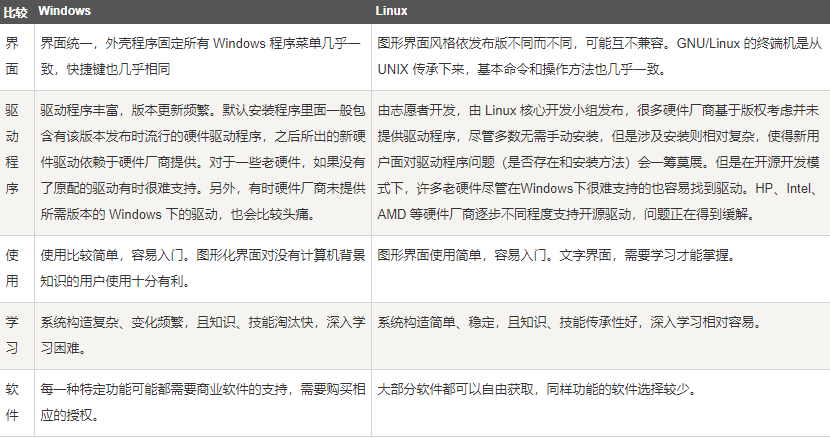 比较 Windows Linux
界面
界面统一，外壳程序固定所有 Windows 程序菜单几乎一
致，快捷键也几乎相同
图形界面风格依发布版不同而不同，可能互不兼容。GNU/Linux 的终端机是从
UNIX 传承下来，基本命令和操作方法也几乎一致。
驱动程序
驱动程序丰富，版本更新频繁。默认安装程序里面一般包
含有该版本发布时流行的硬件驱动程序，之后所出的新硬
件驱动依赖于硬件厂商提供。对于一些老硬件，如果没有
了原配的驱动有时很难支持。另外，有时硬件厂商未提供
所需版本的 Windows 下的驱动，也会比较头痛。
由志愿者开发，由 Linux 核心开发小组发布，很多硬件厂商基于版权考虑并未
提供驱动程序，尽管多数无需手动安装，但是涉及安装则相对复杂，使得新用
户面对驱动程序问题（是否存在和安装方法）会一筹莫展。但是在开源开发模
式下，许多老硬件尽管在Windows下很难支持的也容易找到驱动。HP、Intel、
AMD 等硬件厂商逐步不同程度支持开源驱动，问题正在得到缓解。
使用
使用比较简单，容易入门。图形化界面对没有计算机背景
知识的用户使用十分有利。
图形界面使用简单，容易入门。文字界面，需要学习才能掌握。
学习
系统构造复杂、变化频繁，且知识、技能淘汰快，深入学
习困难。
系统构造简单、稳定，且知识、技能传承性好，深入学习相对容易。
软件
每一种特定功能可能都需要商业软件的支持，需要购买相
应的授权。
大部分软件都可以自由获取，同样功能的软件选择较少。